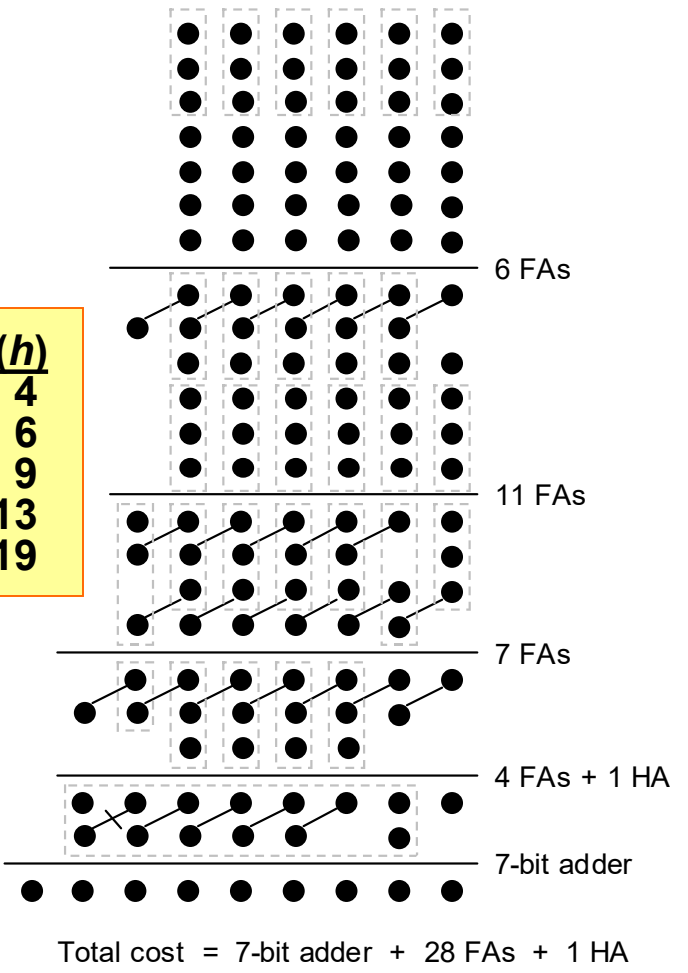 6 FAs
(h)
4
6
9
13
19
11 FAs
7 FAs
4 FAs + 1 HA
7-bit adder
Total cost = 7-bit adder + 28 FAs + 1 HA